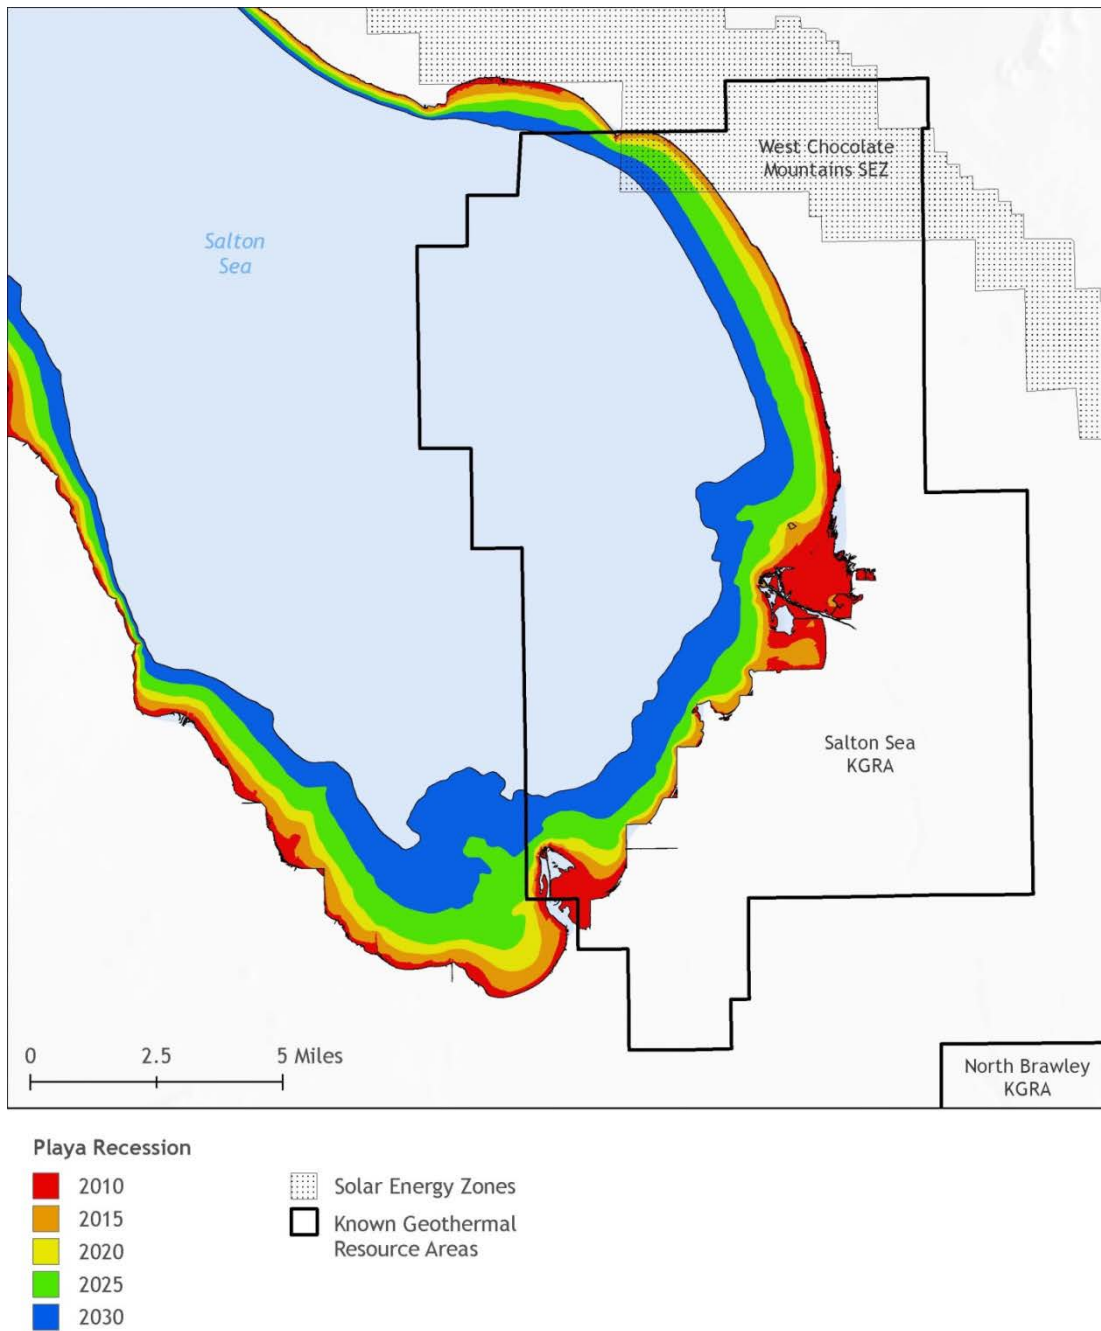 West Chocolate
Mountains SEZ
Salton
Sea
Salton Sea
KGRA
0 2.5 5 Miles
North Brawley
KGRA
Playa Recession
2010
2015
2020
2025
2030
Solar Energy Zones
Known Geothermal
Resource Areas